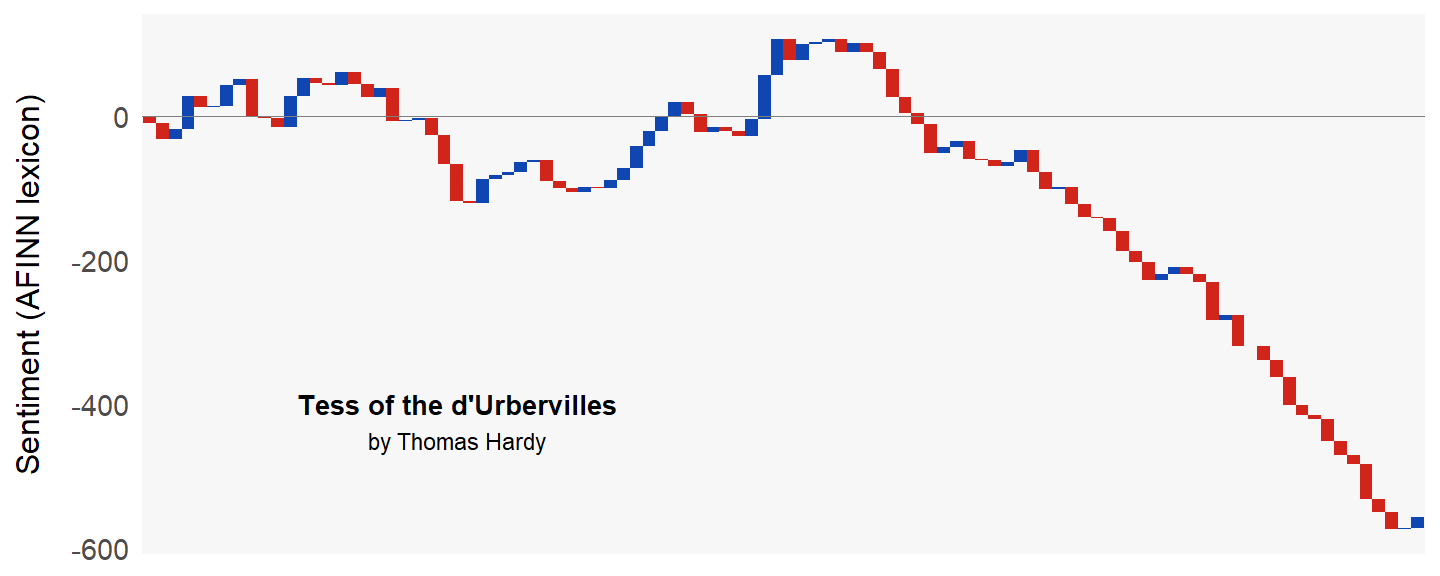 Sentiment (AFINN lexicon)
0
-200
-400
-600
Tess of the d'Urbervilles
by Thomas Hardy